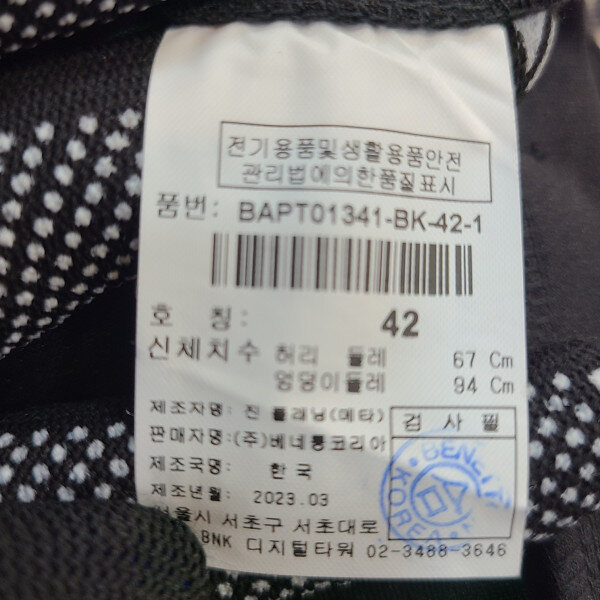 전기용품및생활용품안전
관리법에의한품질표시
품번: BAPT01341-BK-42-1
호 칭: 42
신체치수 허리 둘레 67 Cm
엉덩이둘레 94 Cm
제조자명: 진 플래닝(메타)
판매자명:(주)베네통코리아
제조국명: 한국
제조년월: 2023.03
검 사 필
KOREA
서울시 서초구 서초대로
BNK 디지털타워 02-3488-3646